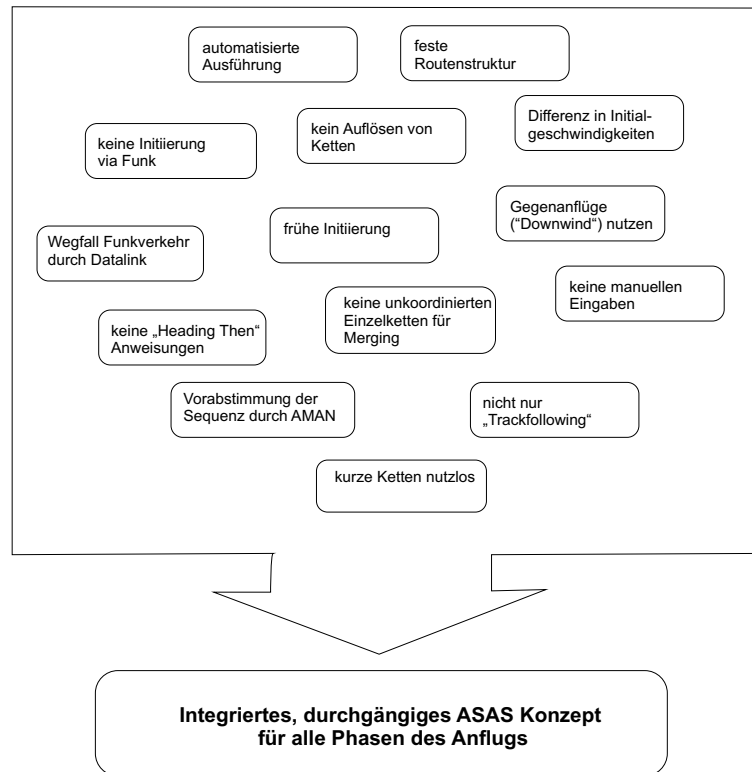 automatisierte
Ausführung
feste
Routenstruktur
Differenz in Initial-
geschwindigkeiten
kein Auflösen von
Ketten
keine Initiierung
via Funk
Gegenanflüge
("Downwind“) nutzen
frühe Initiierung
Wegfall Funkverkehr
durch Datalink
keine manuellen
Eingaben
keine unkoordinierten
Einzelketten für
Merging
keine „Heading Then“
Anweisungen
Vorabstimmung der
Sequenz durch AMAN
nicht nur
„Trackfollowing“
kurze Ketten nutzlos
Integriertes, durchgängiges ASAS Konzept
für alle Phasen des Anflugs